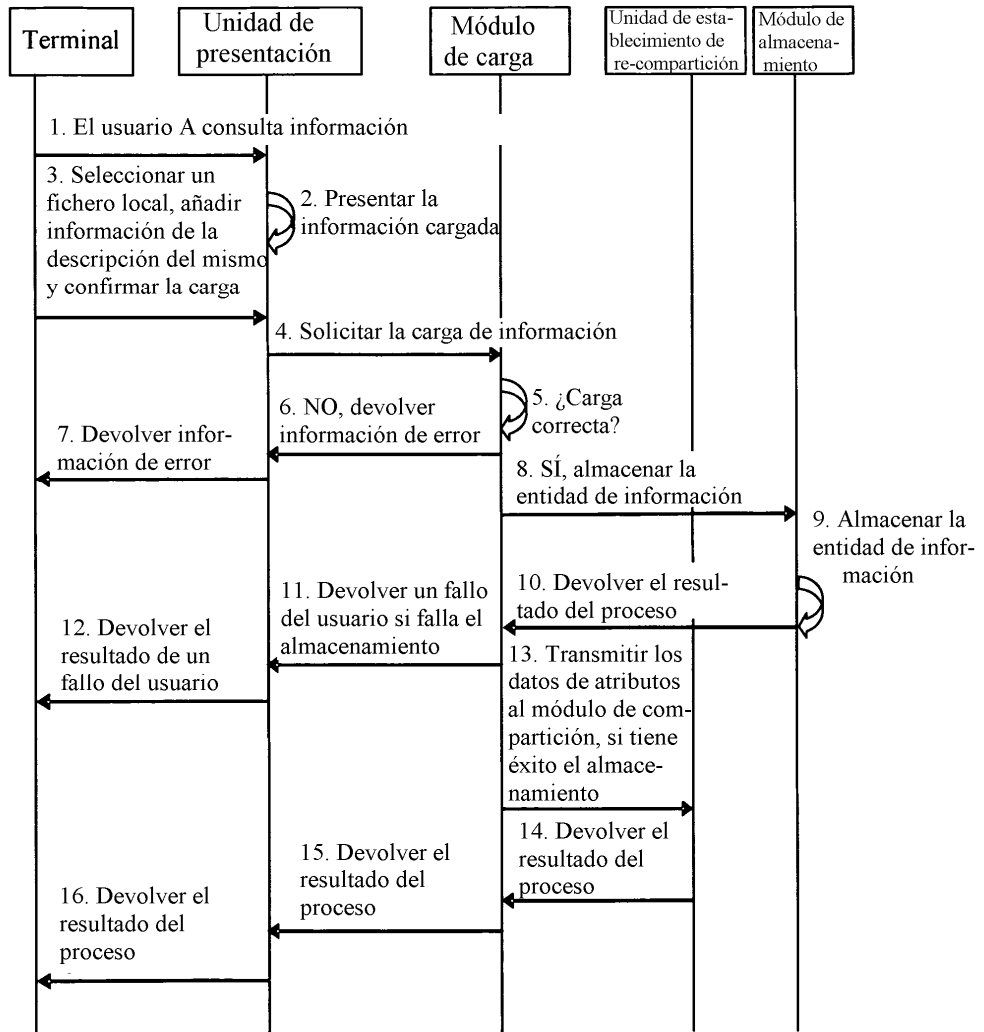 Terminal
Unidad de
presentación
Módulo
de carga
Unidad de esta-
blecimiento de
re-compartición
Módulo de
almacena-
miento
1. El usuario A consulta información
3. Seleccionar un
fichero local, añadir
información de la
descripción del mismo
y confirmar la carga
2. Presentar la
información cargada
4. Solicitar la carga de información
5. ¿Carga
correcta?
6. NO, devolver
información de error
7. Devolver infor-
mación de error
8. SÍ, almacenar la
entidad de información
9. Almacenar la
entidad de infor-
mación
10. Devolver el resul-
tado del proceso
11. Devolver un fallo
del usuario si falla el
almacenamiento
12. Devolver el
resultado de un
fallo del usuario
13. Transmitir los
datos de atributos
al módulo de com-
partición, si tiene
éxito el almace-
namiento
14. Devolver el
resultado del
proceso
15. Devolver el
resultado del
proceso
16. Devolver el
resultado del
proceso